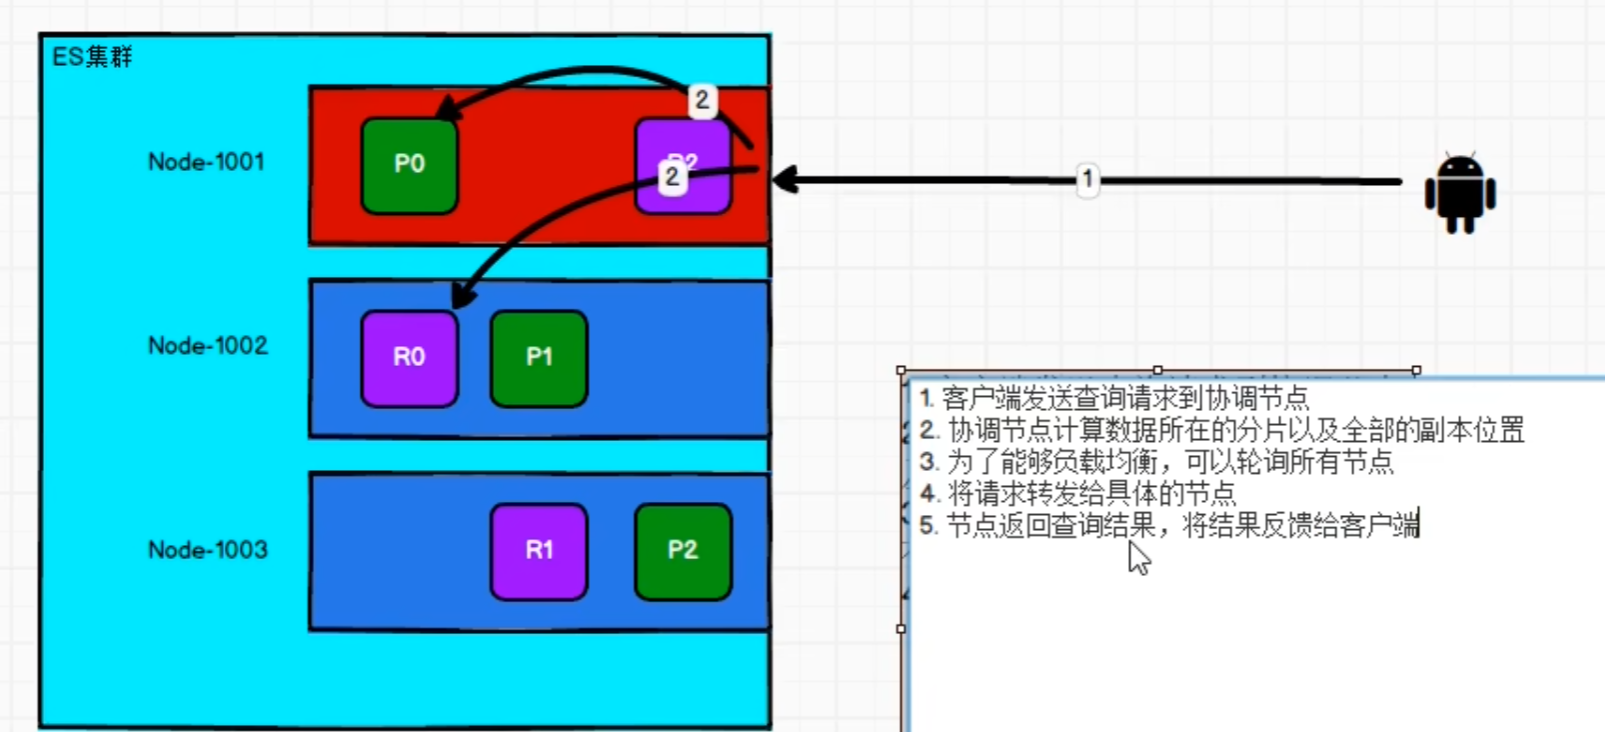 ES集群
2
Node-1001
P0
2
1
Node-1002
R0
P1
1. 客户端发送查询请求到协调节点
2. 协调节点计算数据所在的分片以及全部的副本位置
3. 为了能够负载均衡，可以轮询所有节点
4. 将请求转发给具体的节点
5. 节点返回查询结果，将结果反馈给客户端
Node-1003
R1
P2